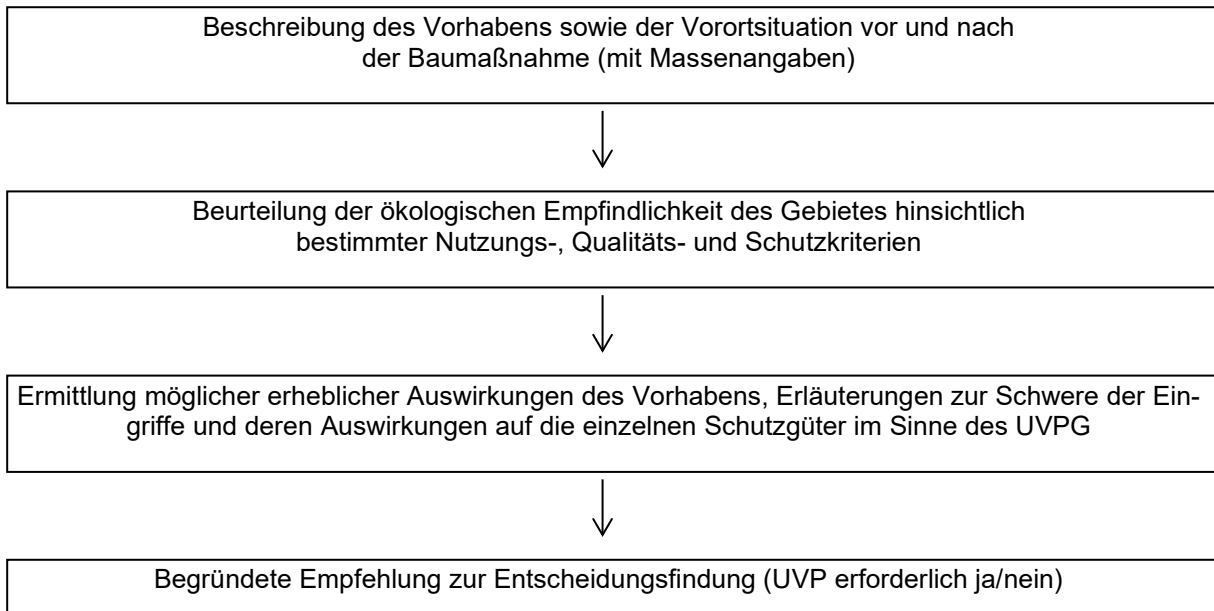 Beschreibung des Vorhabens sowie der Vorortsituation vor und nach
der Baumaßnahme (mit Massenangaben)
Beurteilung der ökologischen Empfindlichkeit des Gebietes hinsichtlich
bestimmter Nutzungs-, Qualitäts- und Schutzkriterien
Ermittlung möglicher erheblicher Auswirkungen des Vorhabens, Erläuterungen zur Schwere der Ein-
griffe und deren Auswirkungen auf die einzelnen Schutzgüter im Sinne des UVPG
Begründete Empfehlung zur Entscheidungsfindung (UVP erforderlich ja/nein)